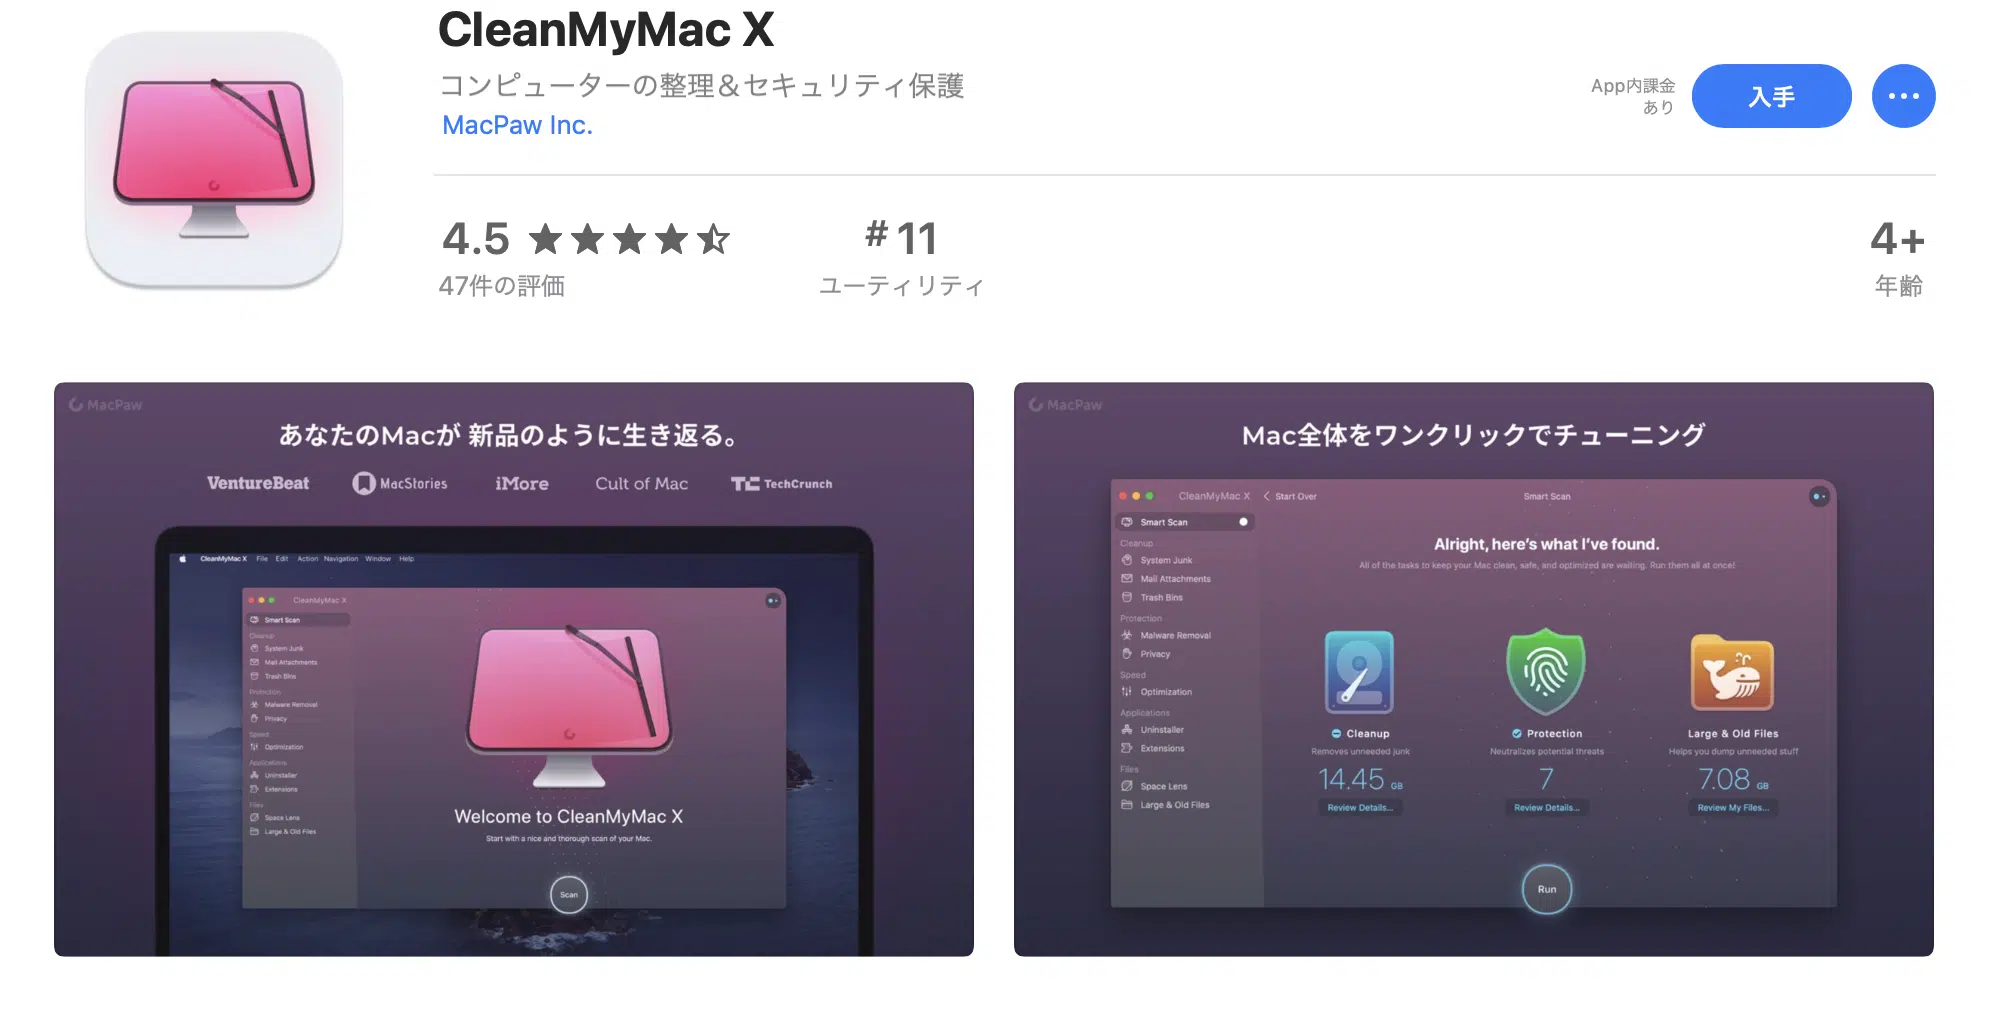 CleanMyMac X
コンピューターの整理＆セキュリティ保護
MacPaw Inc.
App内課金
あり
入手
4.5
47件の評価
#11
ユーティリティ
4+
年齢
MacPaw
あなたのMacが 新品のように生き返る。
VentureBeat MacStories iMore Cult of Mac TechCrunch
CleanMyMac X File Edit Action Navigation Window Help
CleanMyMac X
Smart Scan
Cleanup
System Junk
Mail Attachments
Trash Bins
Protection
Malware Removal
Privacy
Speed
Optimization
Applications
Uninstaller
Extensions
Files
Space Lens
Large & Old Files
Welcome to CleanMyMac X
Start with a nice and thorough scan of your Mac.
Scan
MacPaw
Mac全体をワンクリックでチューニング
CleanMyMac X Start Over Smart Scan
Smart Scan
Cleanup
System Junk
Mail Attachments
Trash Bins
Protection
Malware Removal
Privacy
Speed
Optimization
Applications
Uninstaller
Extensions
Files
Space Lens
Large & Old Files
Alright, here's what I've found.
All of the tasks to keep your Mac clean, safe, and optimized are waiting. Run them all at once!
Cleanup
Removes unneeded junk
14.45 GB
Review Details...
Protection
Neutralizes potential threats
7
Review Details...
Large & Old Files
Helps you dump unneeded stuff
7.08 GB
Review My Files...
Run